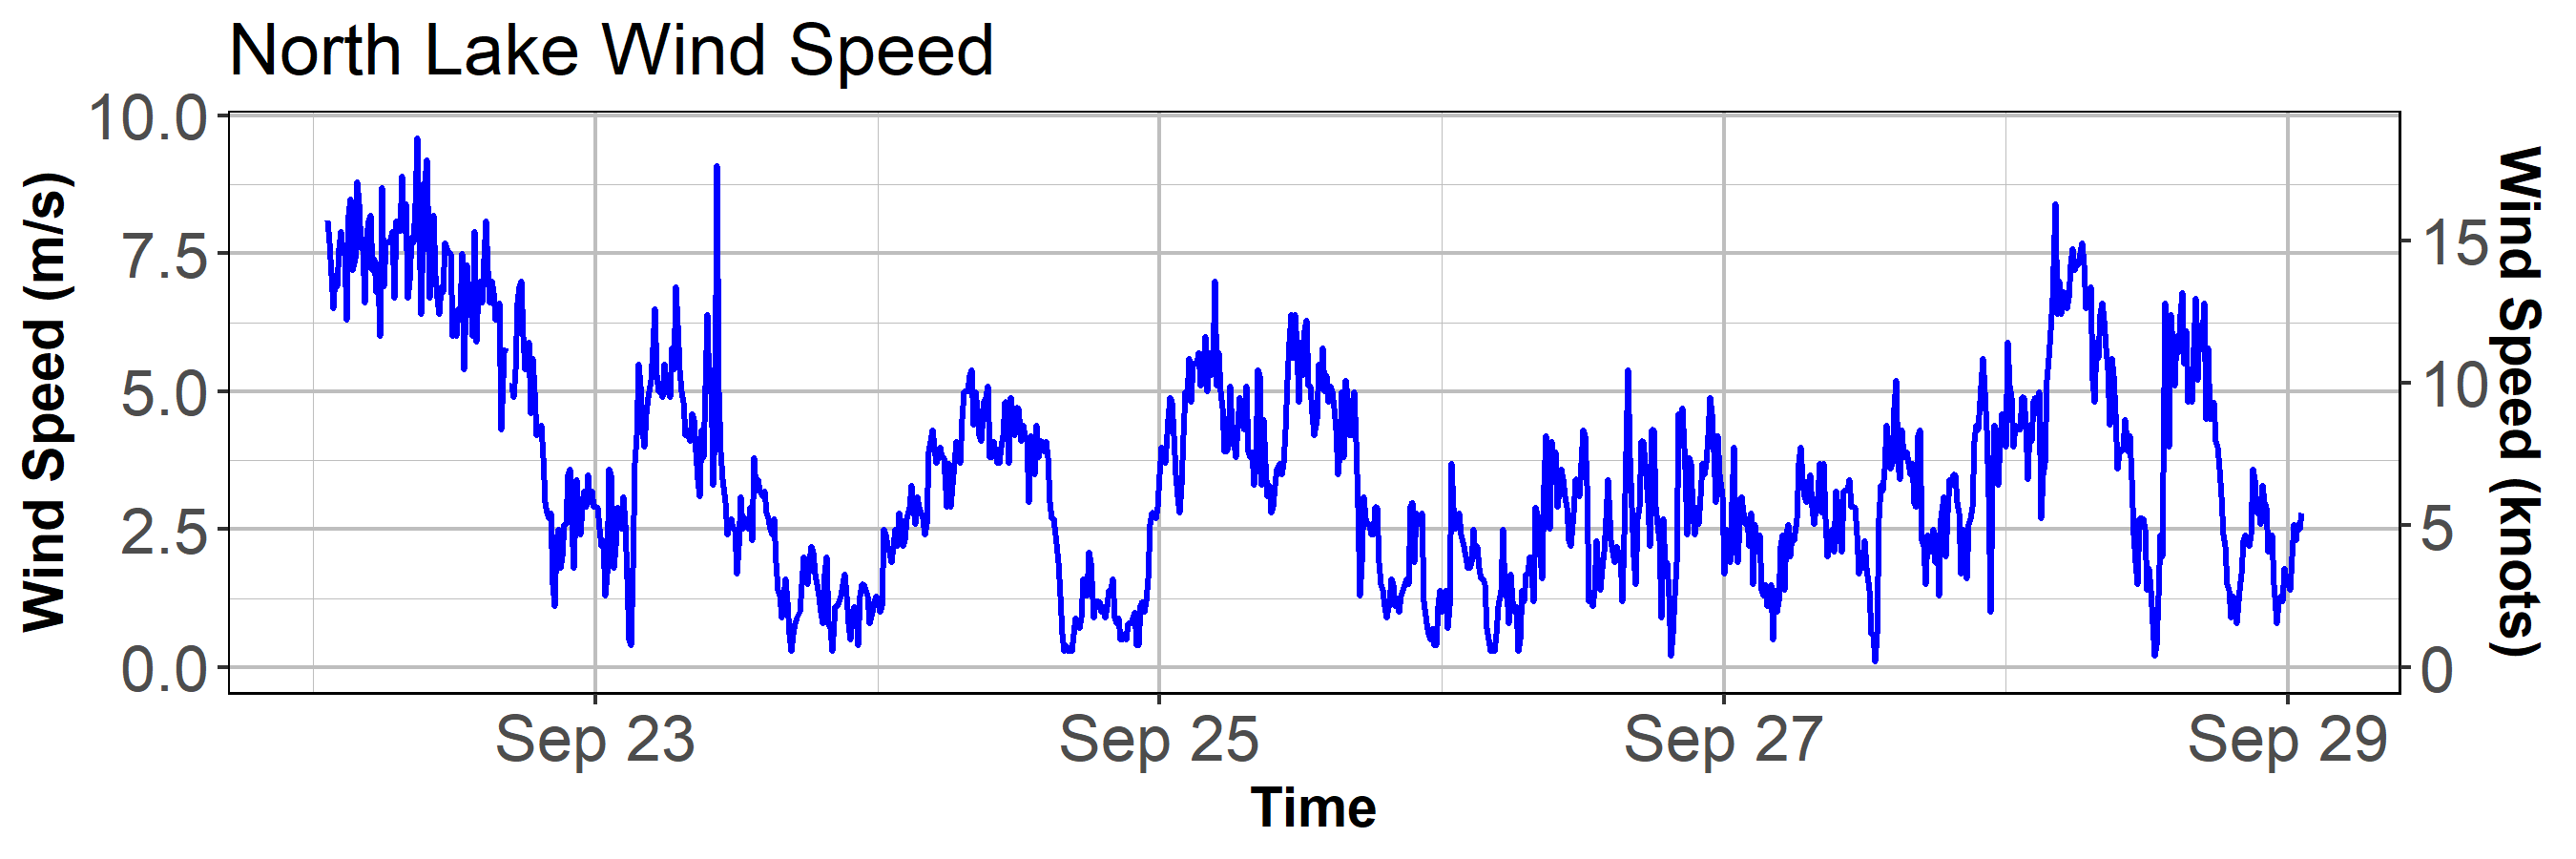 North Lake Wind Speed
10.0
7.5
5.0
2.5
0.0
Wind Speed (m/s)
15
10
5
0
Wind Speed (knots)
Sep 23
Sep 25
Sep 27
Sep 29
Time